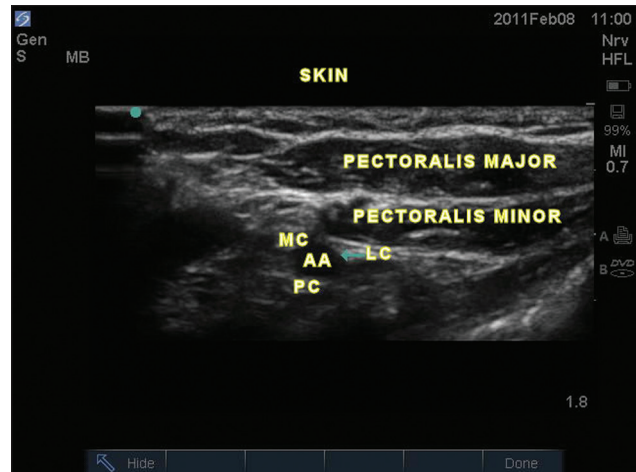 2011Feb08 11:00
Gen
S MB
Nrv
HFL
SKIN
99%
MI
0.7
PECTORALIS MAJOR
PECTORALIS MINOR
MC
LC
AA
PC
A
B DVD
1.8
Hide
Done